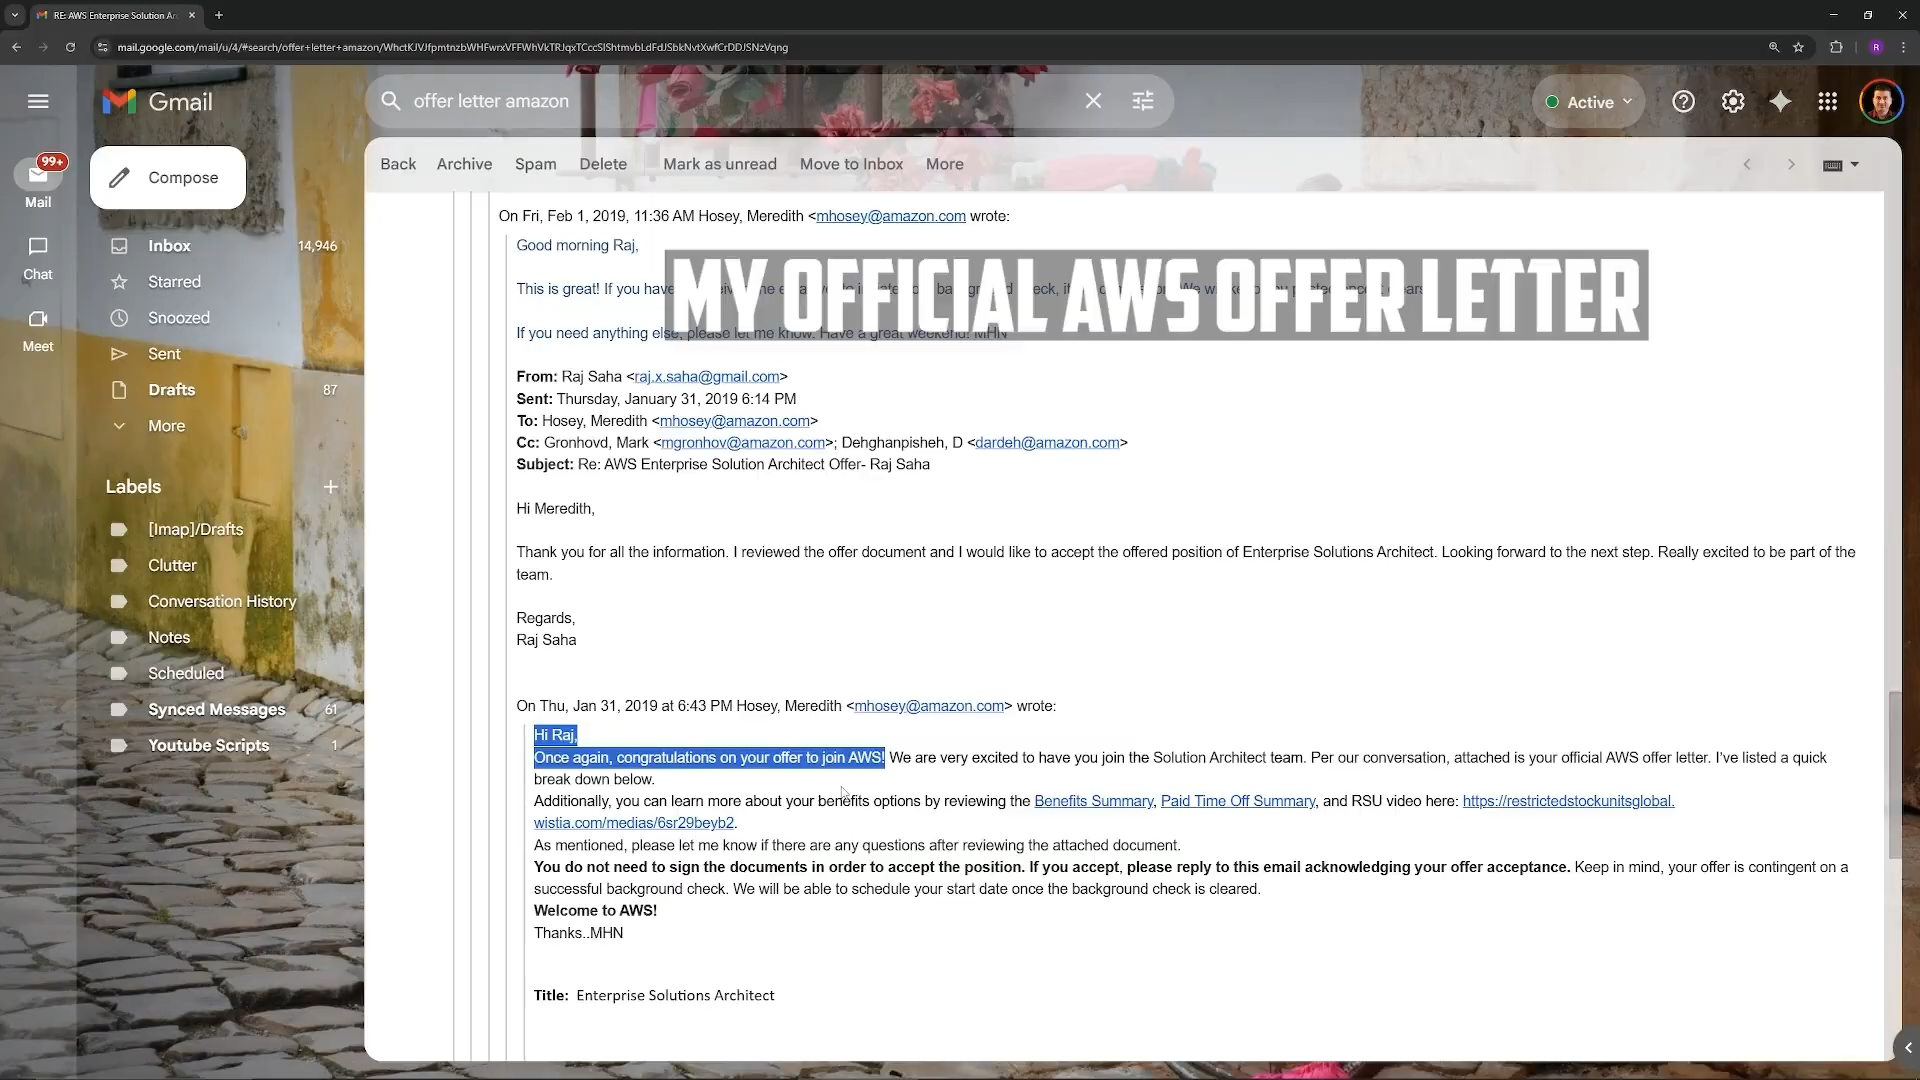 RE: AWS Enterprise Solution Arc
mail.google.com/mail/u/4/#search/offer+letter+amazon/WhctKJVJfpmtnzbWHFwrxVFFWhVkTRJqxTCccSlShtmvbLdFdJSbkNvtXwfCrDDJSNzVqng
R
Gmail
offer letter amazon
Active
99+
Mail
Chat
Meet
Compose
Inbox 14,946
Starred
Snoozed
Sent
Drafts 87
More
Labels
[Imap]/Drafts
Clutter
Conversation History
Notes
Scheduled
Synced Messages 61
Youtube Scripts 1
Back Archive Spam Delete Mark as unread Move to Inbox More
On Fri, Feb 1, 2019, 11:36 AM Hosey, Meredith <mhosey@amazon.com> wrote:
Good morning Raj,
MY OFFICIAL AWS OFFER LETTER
This is great! If you have
If you need anything else, please let me know. Have a great weekend! MHN
From: Raj Saha <raj.x.saha@gmail.com>
Sent: Thursday, January 31, 2019 6:14 PM
To: Hosey, Meredith <mhosey@amazon.com>
Cc: Gronhovd, Mark <mgronhov@amazon.com>; Dehghanpisheh, D <dardeh@amazon.com>
Subject: Re: AWS Enterprise Solution Architect Offer- Raj Saha
Hi Meredith,
Thank you for all the information. I reviewed the offer document and I would like to accept the offered position of Enterprise Solutions Architect. Looking forward to the next step. Really excited to be part of the
team.
Regards,
Raj Saha
On Thu, Jan 31, 2019 at 6:43 PM Hosey, Meredith <mhosey@amazon.com> wrote:
Hi Raj,
Once again, congratulations on your offer to join AWS! We are very excited to have you join the Solution Architect team. Per our conversation, attached is your official AWS offer letter. I've listed a quick
break down below.
Additionally, you can learn more about your benefits options by reviewing the Benefits Summary, Paid Time Off Summary, and RSU video here: https://restrictedstockunitsglobal.
wistia.com/medias/6sr29beyb2.
As mentioned, please let me know if there are any questions after reviewing the attached document.
You do not need to sign the documents in order to accept the position. If you accept, please reply to this email acknowledging your offer acceptance. Keep in mind, your offer is contingent on a
successful background check. We will be able to schedule your start date once the background check is cleared.
Welcome to AWS!
Thanks..MHN
Title: Enterprise Solutions Architect